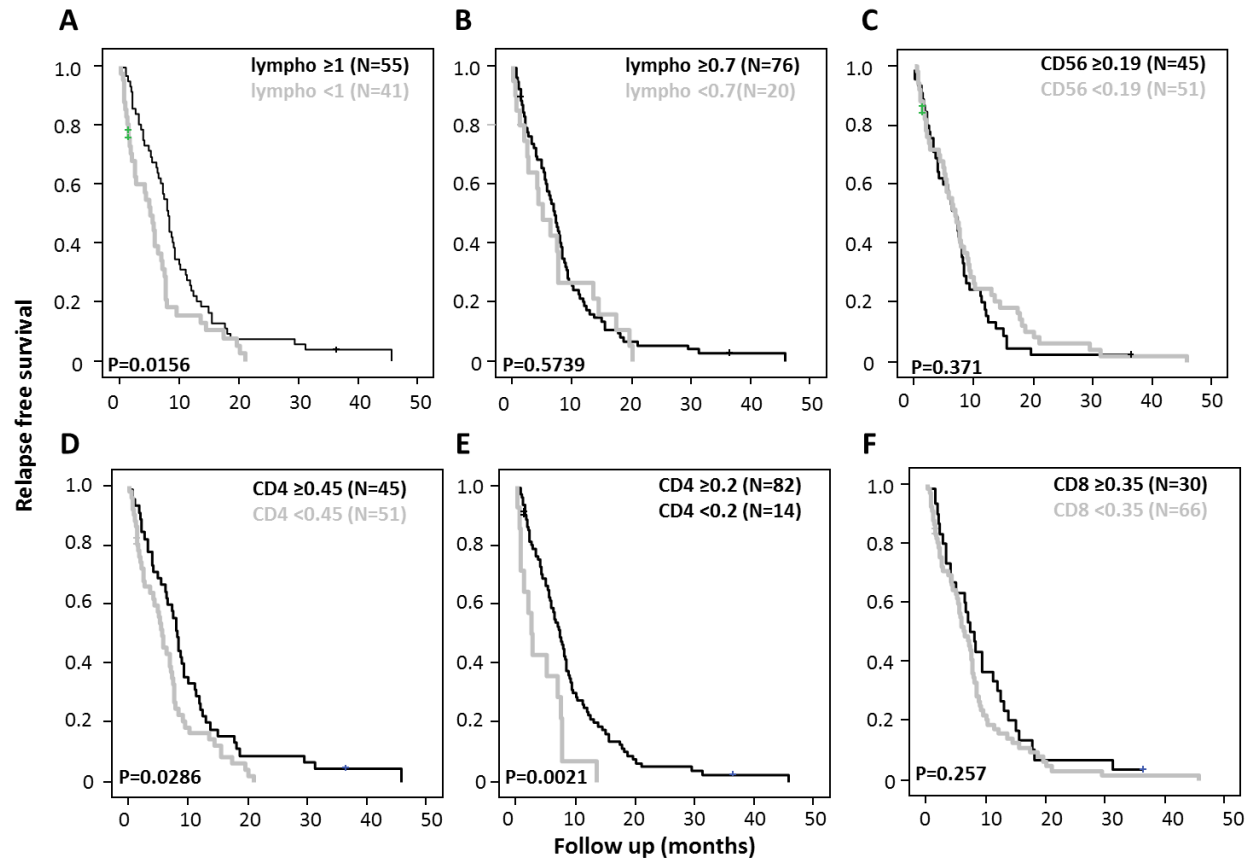 A
lympho ≥1 (N=55)
lympho <1 (N=41)
1.0
0.8
0.6
0.4
0.2
0
P=0.0156
0 10 20 30 40 50
B
lympho ≥0.7 (N=76)
lympho <0.7(N=20)
1.0
0.8
0.6
0.4
0.2
0
P=0.5739
0 10 20 30 40 50
C
CD56 ≥0.19 (N=45)
CD56 <0.19 (N=51)
1.0
0.8
0.6
0.4
0.2
0
P=0.371
0 10 20 30 40 50
Relapse free survival
D
CD4 ≥0.45 (N=45)
CD4 <0.45 (N=51)
1.0
0.8
0.6
0.4
0.2
0
P=0.0286
0 10 20 30 40 50
E
CD4 ≥0.2 (N=82)
CD4 <0.2 (N=14)
1.0
0.8
0.6
0.4
0.2
0
P=0.0021
0 10 20 30 40 50
F
CD8 ≥0.35 (N=30)
CD8 <0.35 (N=66)
1.0
0.8
0.6
0.4
0.2
0
P=0.257
0 10 20 30 40 50
Follow up (months)